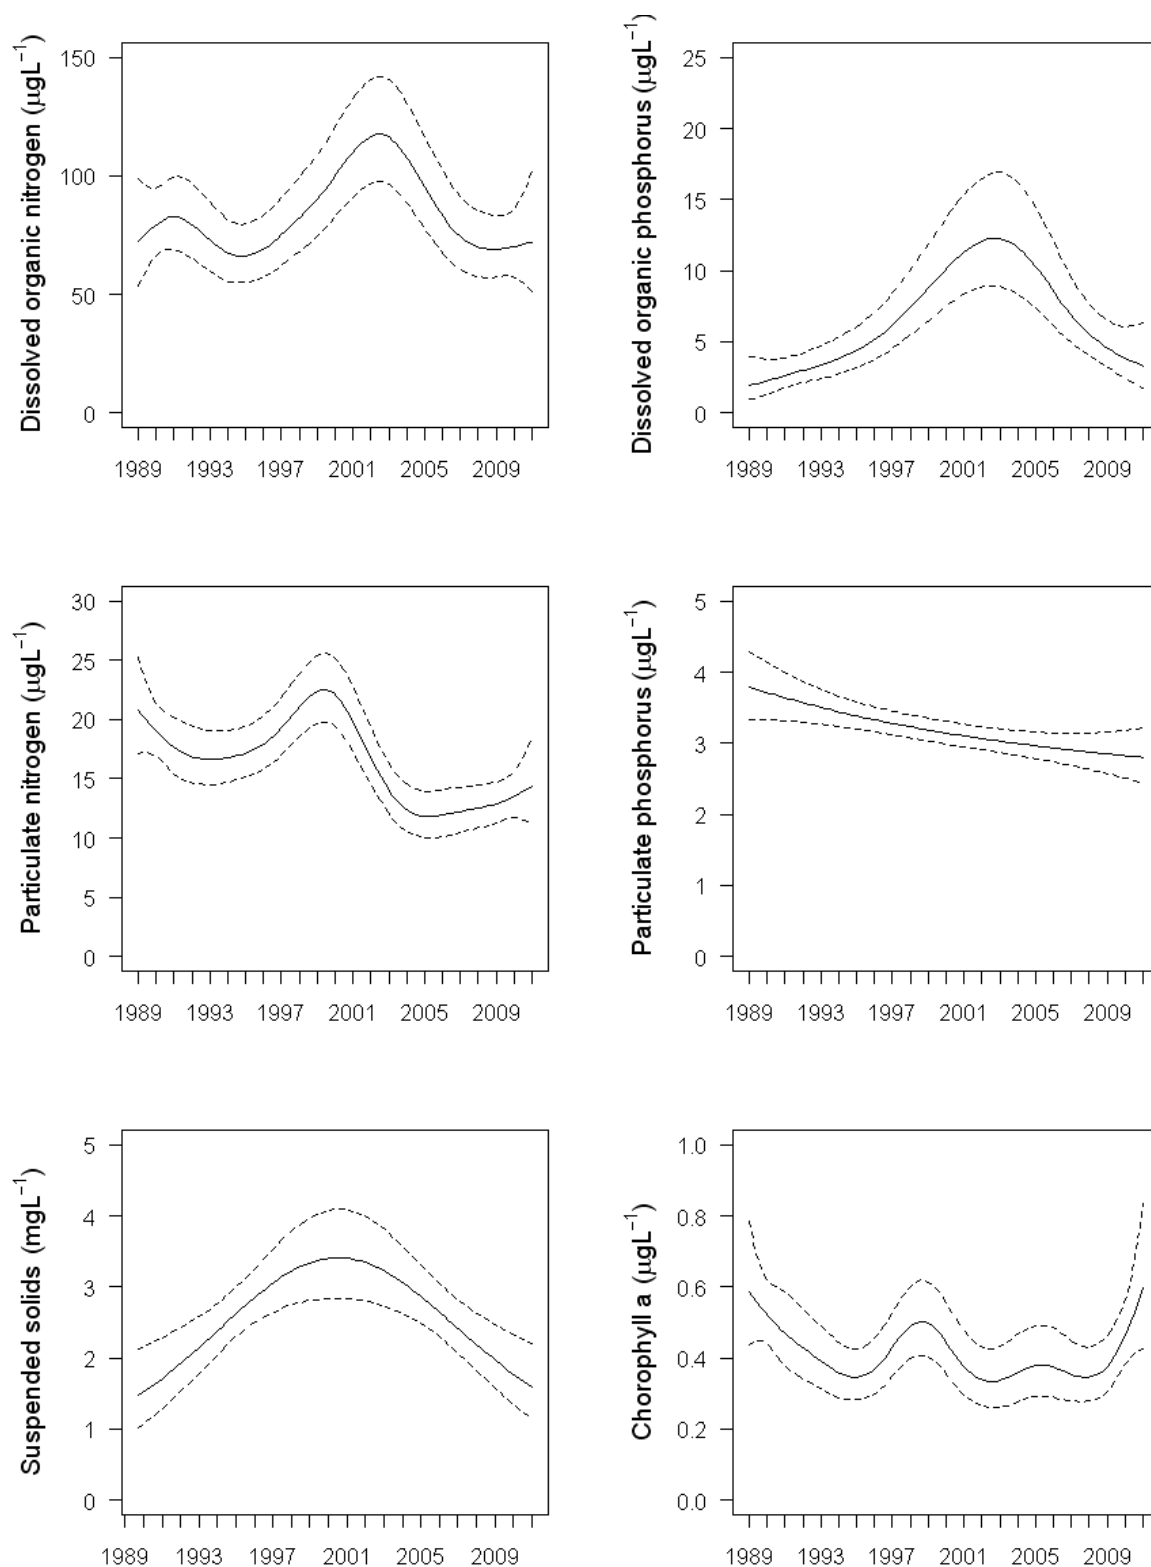 Dissolved organic nitrogen (µgL⁻¹)
150
100
50
0
1989 1993 1997 2001 2005 2009
Dissolved organic phosphorus (µgL⁻¹)
25
20
15
10
5
0
1989 1993 1997 2001 2005 2009
Particulate nitrogen (µgL⁻¹)
30
25
20
15
10
5
0
1989 1993 1997 2001 2005 2009
Particulate phosphorus (µgL⁻¹)
5
4
3
2
1
0
1989 1993 1997 2001 2005 2009
Suspended solids (mgL⁻¹)
5
4
3
2
1
0
1989 1993 1997 2001 2005 2009
Chorophyll a (µgL⁻¹)
1.0
0.8
0.6
0.4
0.2
0.0
1989 1993 1997 2001 2005 2009